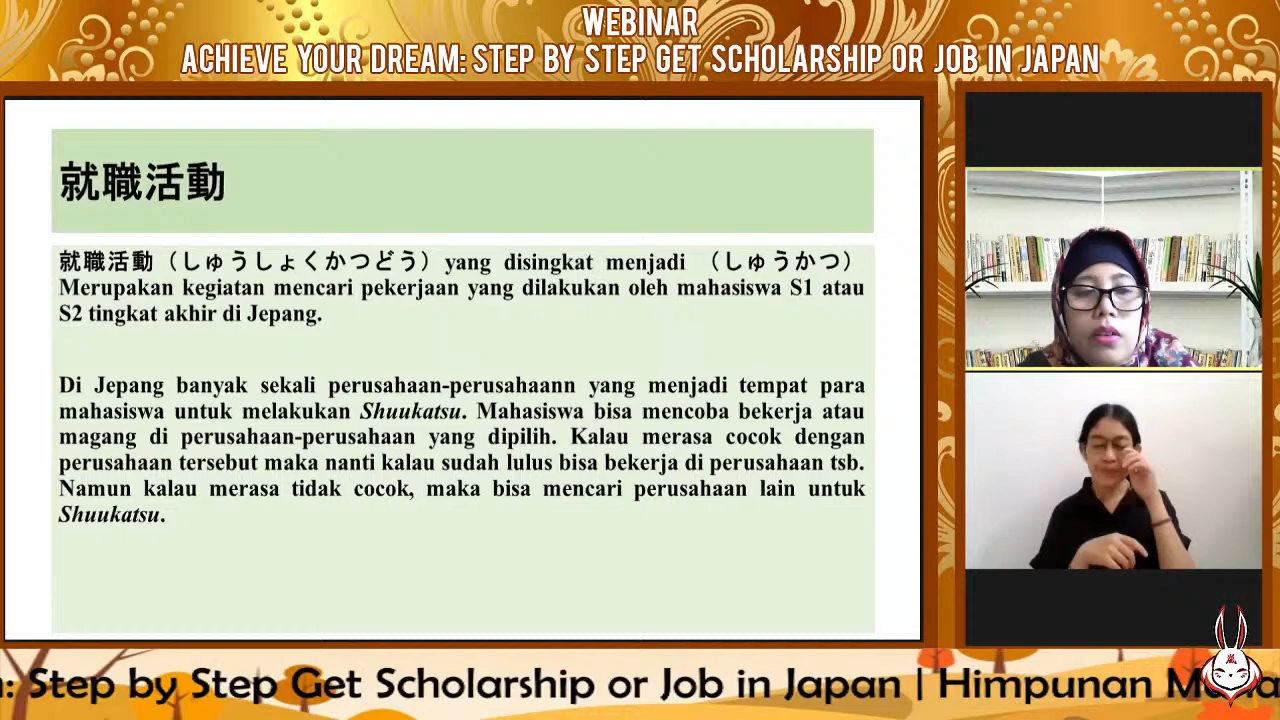 WEBINAR
ACHIEVE YOUR DREAM: STEP BY STEP GET SCHOLARSHIP OR JOB IN JAPAN
就職活動
就職活動（しゅうしょくかつどう）yang disingkat menjadi （しゅうかつ）
Merupakan kegiatan mencari pekerjaan yang dilakukan oleh mahasiswa S1 atau
S2 tingkat akhir di Jepang.
Di Jepang banyak sekali perusahaan-perusahaann yang menjadi tempat para
mahasiswa untuk melakukan Shuukatsu. Mahasiswa bisa mencoba bekerja atau
magang di perusahaan-perusahaan yang dipilih. Kalau merasa cocok dengan
perusahaan tersebut maka nanti kalau sudah lulus bisa bekerja di perusahaan tsb.
Namun kalau merasa tidak cocok, maka bisa mencari perusahaan lain untuk
Shuukatsu.
: Step by Step Get Scholarship or Job in Japan | Himpunan